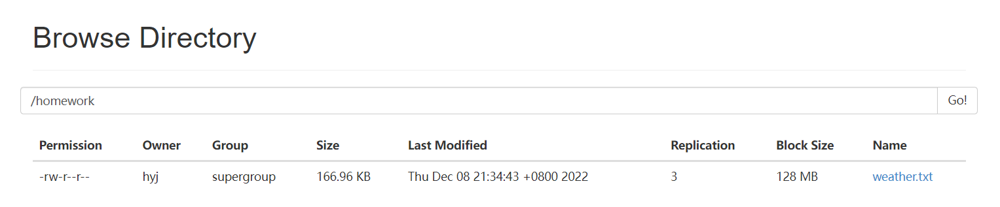 Browse Directory
/homework Go!
Permission Owner Group Size Last Modified Replication Block Size Name
-rw-r--r-- hyj supergroup 166.96 KB Thu Dec 08 21:34:43 +0800 2022 3 128 MB weather.txt